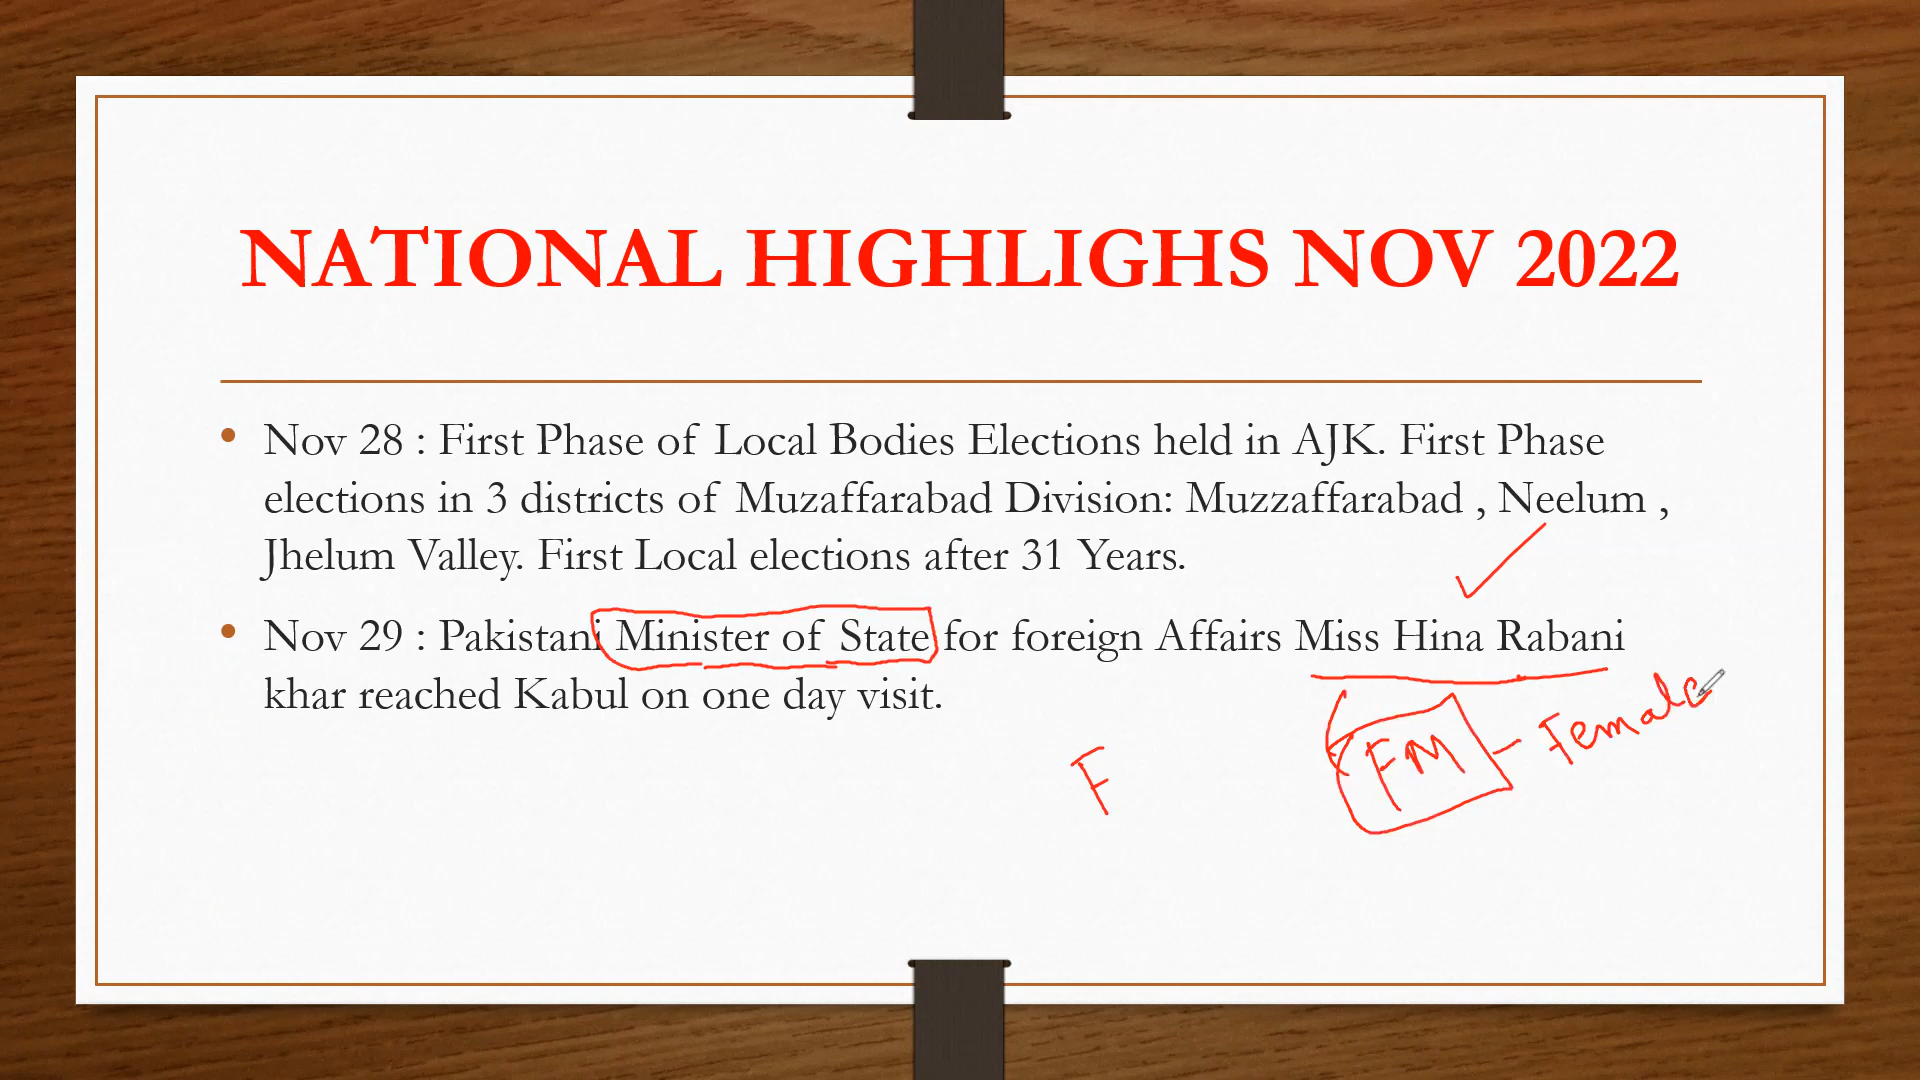 NATIONAL HIGHLIGHS NOV 2022
• Nov 28 : First Phase of Local Bodies Elections held in AJK. First Phase
elections in 3 districts of Muzaffarabad Division: Muzzaffarabad , Neelum ,
Jhelum Valley. First Local elections after 31 Years.
• Nov 29 : Pakistani Minister of State for foreign Affairs Miss Hina Rabani
khar reached Kabul on one day visit.
F
FM - Female